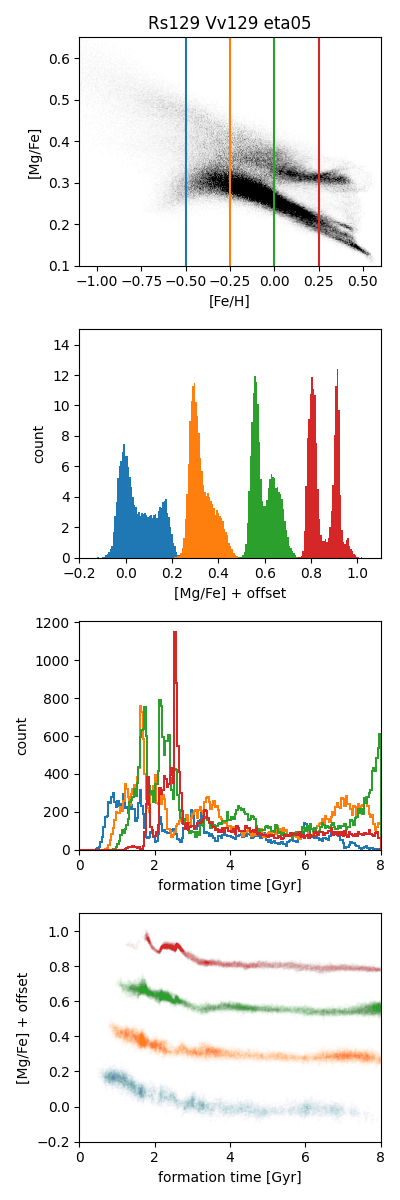 Rs129 Vv129 eta05
0.6
0.5
0.4
0.3
0.2
0.1
[Mg/Fe]
−1.00 −0.75 −0.50 −0.25 0.00 0.25 0.50
[Fe/H]
14
12
10
8
6
4
2
0
count
−0.2 0.0 0.2 0.4 0.6 0.8 1.0
[Mg/Fe] + offset
1200
1000
800
600
400
200
0
count
0 2 4 6 8
formation time [Gyr]
1.0
0.8
0.6
0.4
0.2
0.0
−0.2
[Mg/Fe] + offset
0 2 4 6 8
formation time [Gyr]